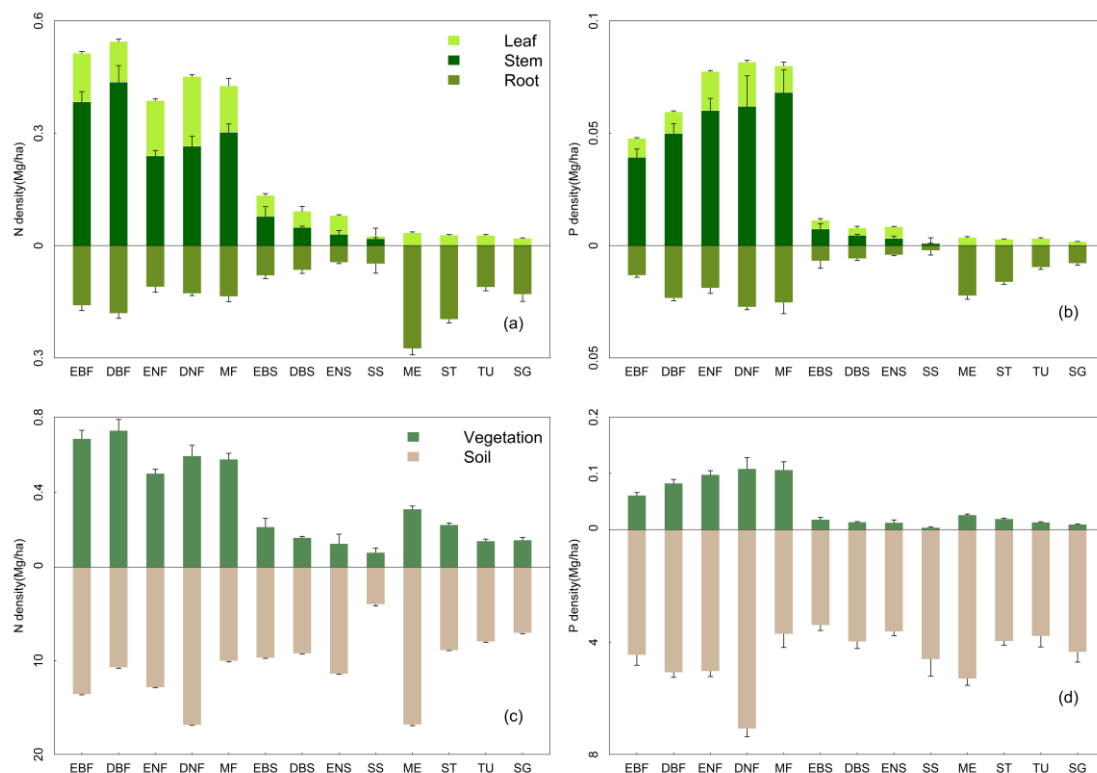 0.6
0.3
0
0.3
N density(Mg/ha)
Leaf
Stem
Root
(a)
EBF DBF ENF DNF MF EBS DBS ENS SS ME ST TU SG
0.1
0.05
0
0.05
P density(Mg/ha)
(b)
EBF DBF ENF DNF MF EBS DBS ENS SS ME ST TU SG
0.8
0.4
0
10
20
N density(Mg/ha)
Vegetation
Soil
(c)
EBF DBF ENF DNF MF EBS DBS ENS SS ME ST TU SG
0.2
0.1
0
4
8
P density(Mg/ha)
(d)
EBF DBF ENF DNF MF EBS DBS ENS SS ME ST TU SG